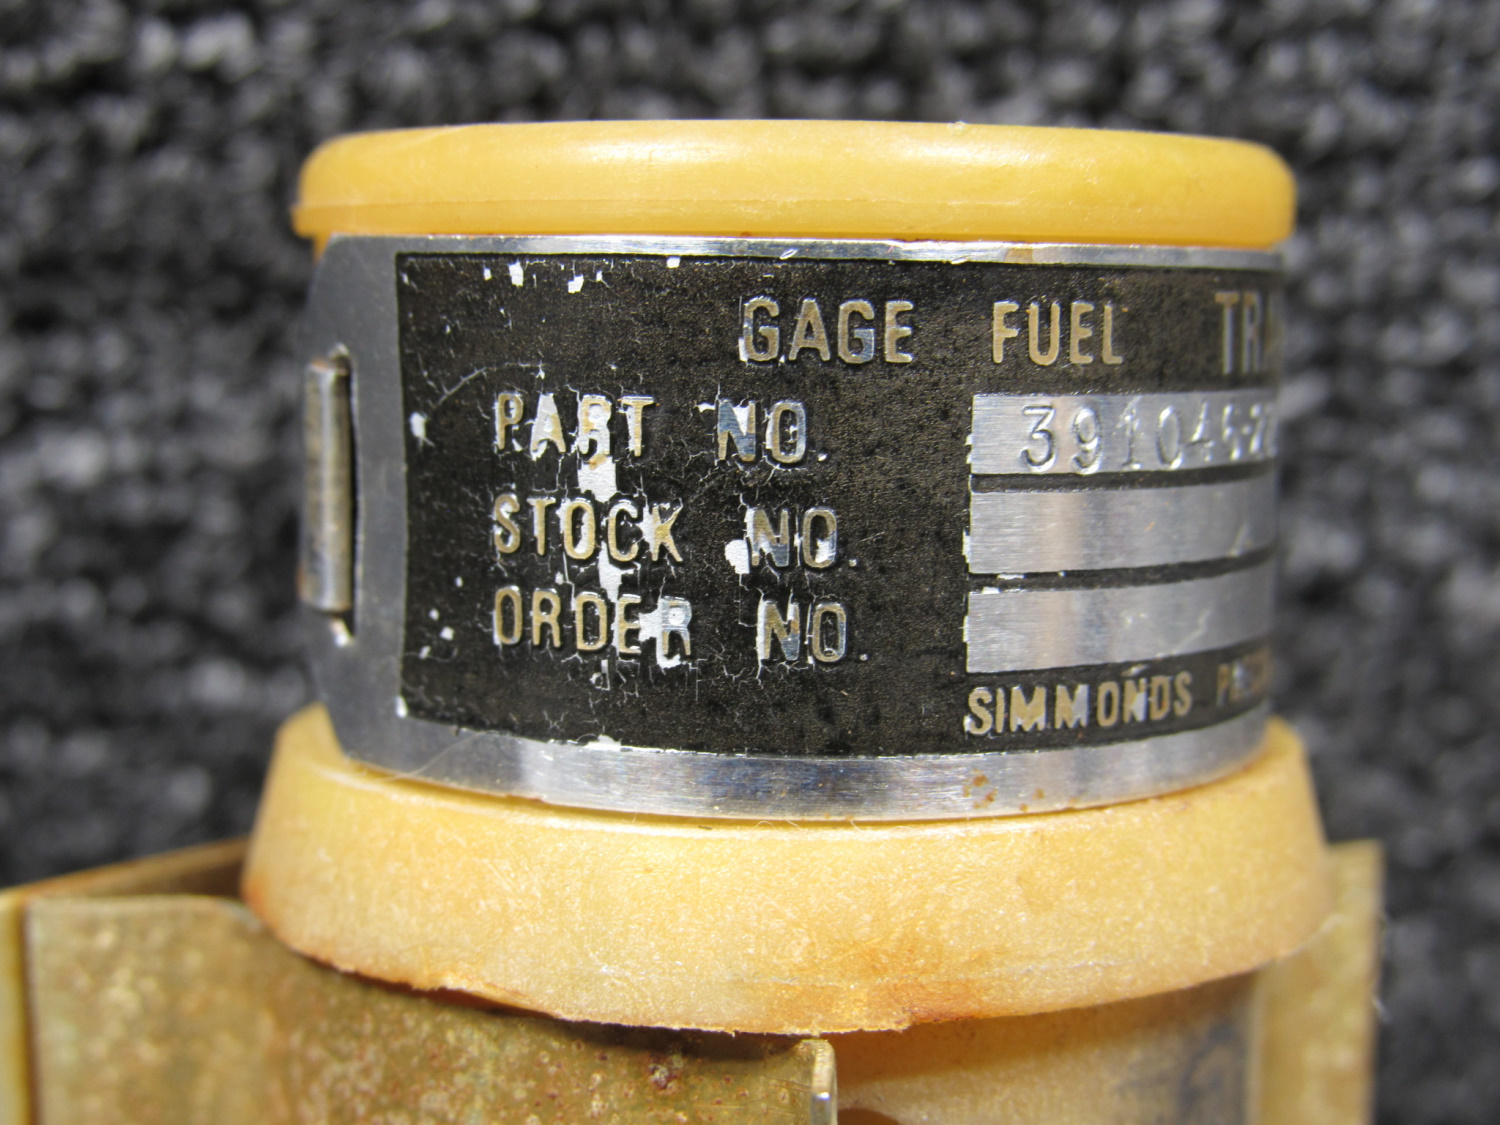 GAGE FUEL
PART NO.
STOCK NO.
ORDER NO.
SIMMONDS